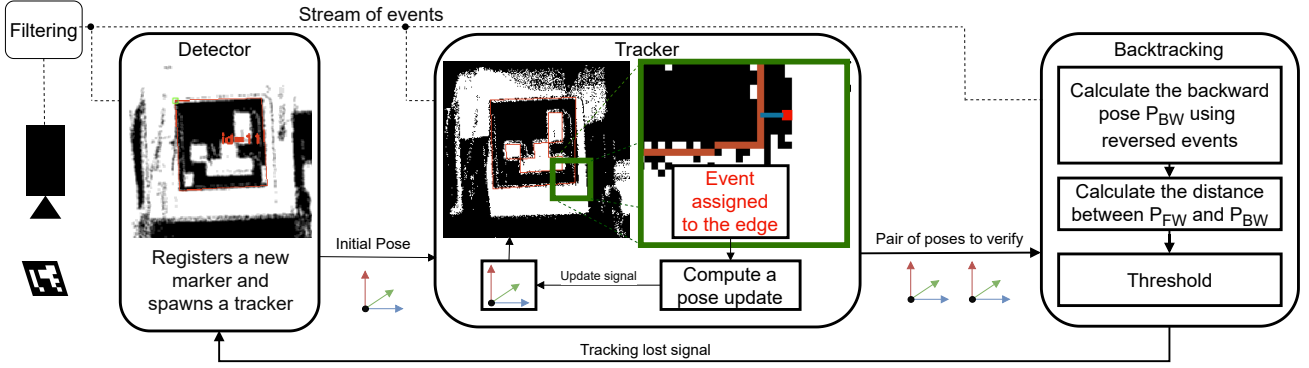 Stream of events
Filtering
Detector
id=11
Registers a new
marker and
spawns a tracker
Initial Pose
Tracker
Event
assigned
to the edge
Update signal
Compute a
pose update
Pair of poses to verify
Backtracking
Calculate the backward
pose P_BW using
reversed events
Calculate the distance
between P_FW and P_BW
Threshold
Tracking lost signal